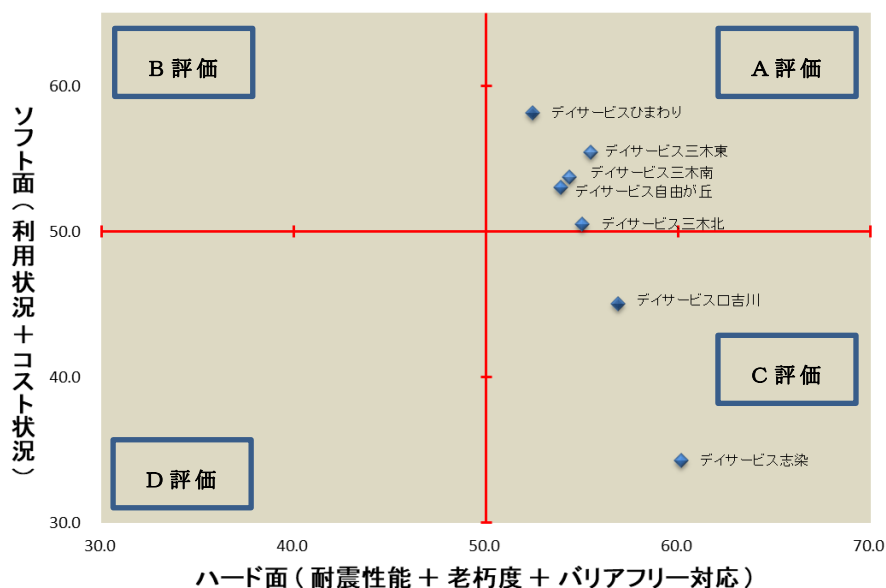 B 評価
A 評価
60.0
デイサービスひまわり
デイサービス三木東
デイサービス三木南
デイサービス自由が丘
デイサービス三木北
50.0
デイサービス口吉川
40.0
C 評価
デイサービス志染
D 評価
30.0
30.0 40.0 50.0 60.0 70.0
ソフト面（利用状況＋コスト状況）
ハード面（耐震性能 ＋ 老朽度 ＋ バリアフリー対応）